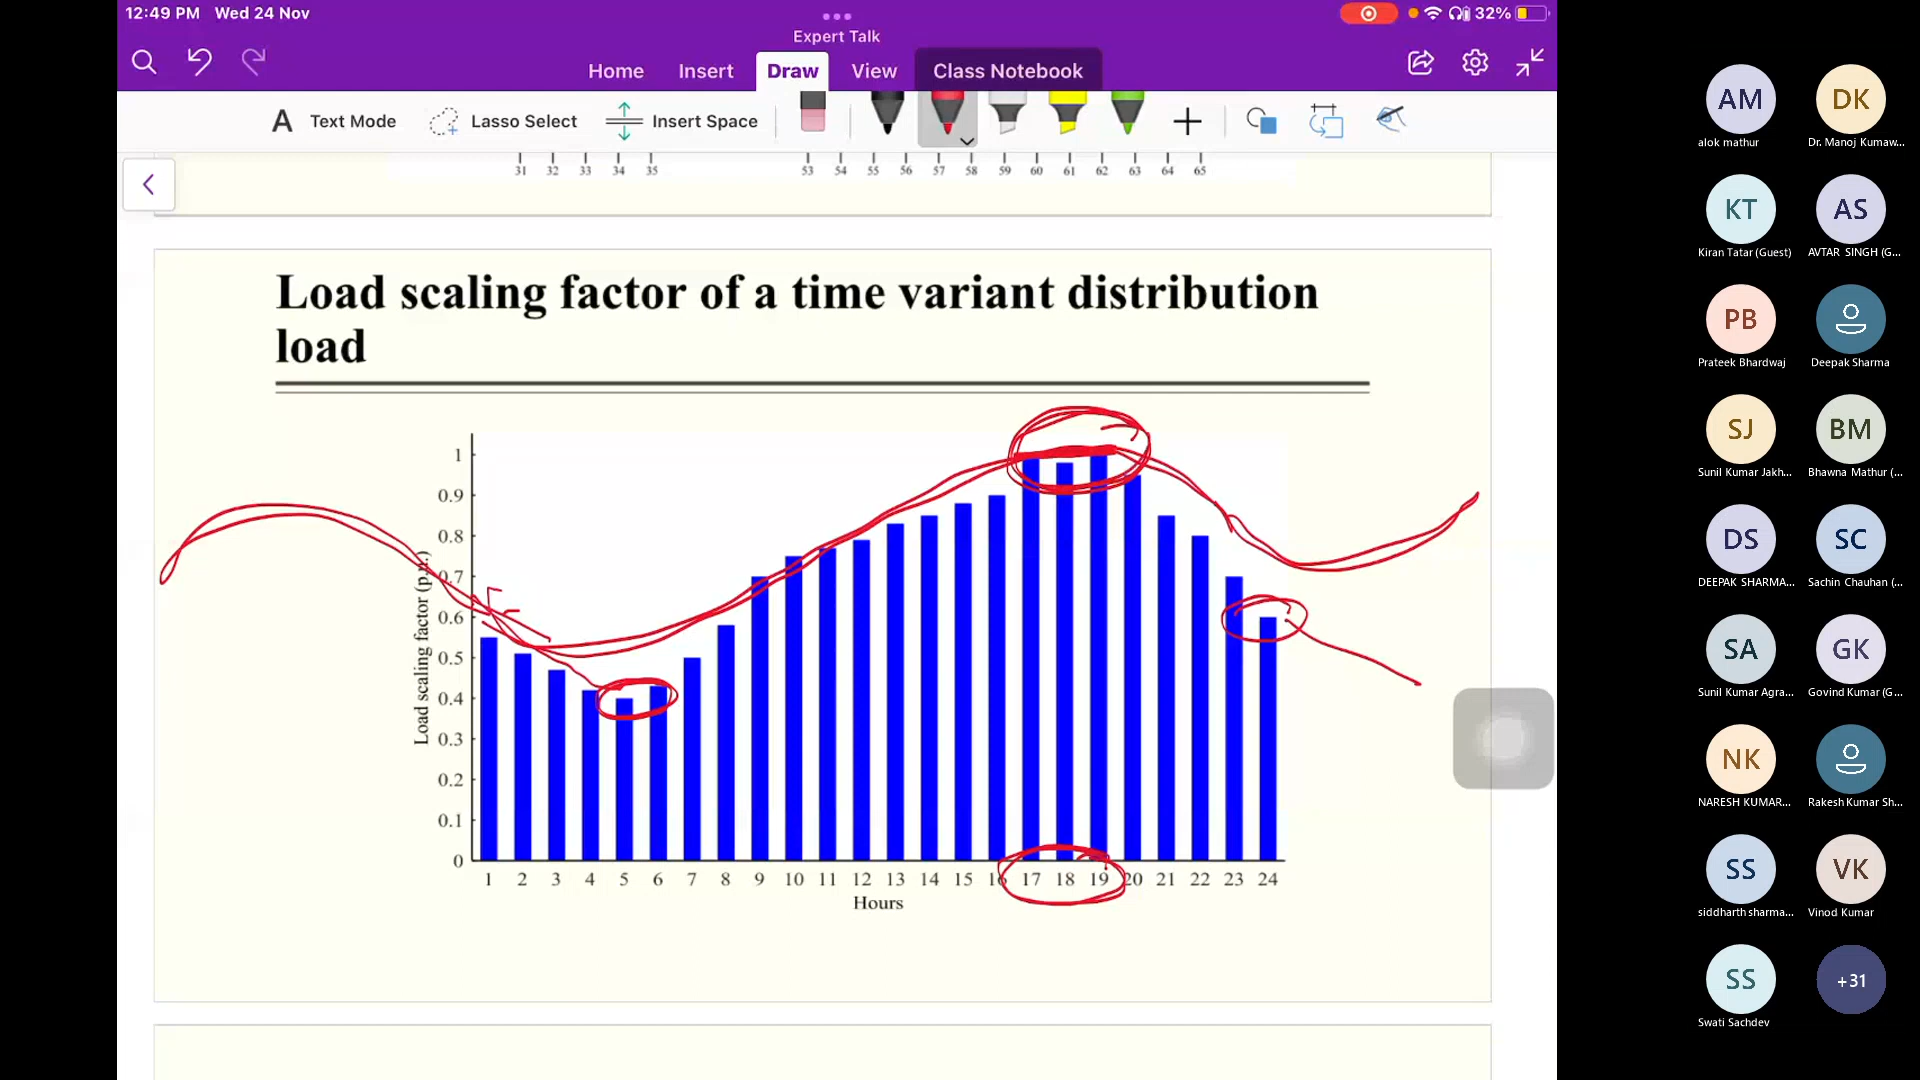 12:49 PM Wed 24 Nov
32%
Expert Talk
Home Insert Draw View Class Notebook
A Text Mode Lasso Select Insert Space
31 32 33 34 35 53 54 55 56 57 58 59 60 61 62 63 64 65
Load scaling factor of a time variant distribution
load
Load scaling factor (p.u.)
1
0.9
0.8
0.7
0.6
0.5
0.4
0.3
0.2
0.1
0
1 2 3 4 5 6 7 8 9 10 11 12 13 14 15 16 17 18 19 20 21 22 23 24
Hours
AM DK
alok mathur Dr. Manoj Kumaw...
KT AS
Kiran Tatar (Guest) AVTAR SINGH (G...
PB
Prateek Bhardwaj Deepak Sharma
SJ BM
Sunil Kumar Jakh... Bhawna Mathur (...
DS SC
DEEPAK SHARMA... Sachin Chauhan (...
SA GK
Sunil Kumar Agra... Govind Kumar (G...
NK
NARESH KUMAR... Rakesh Kumar Sh...
SS VK
siddharth sharma... Vinod Kumar
SS +31
Swati Sachdev